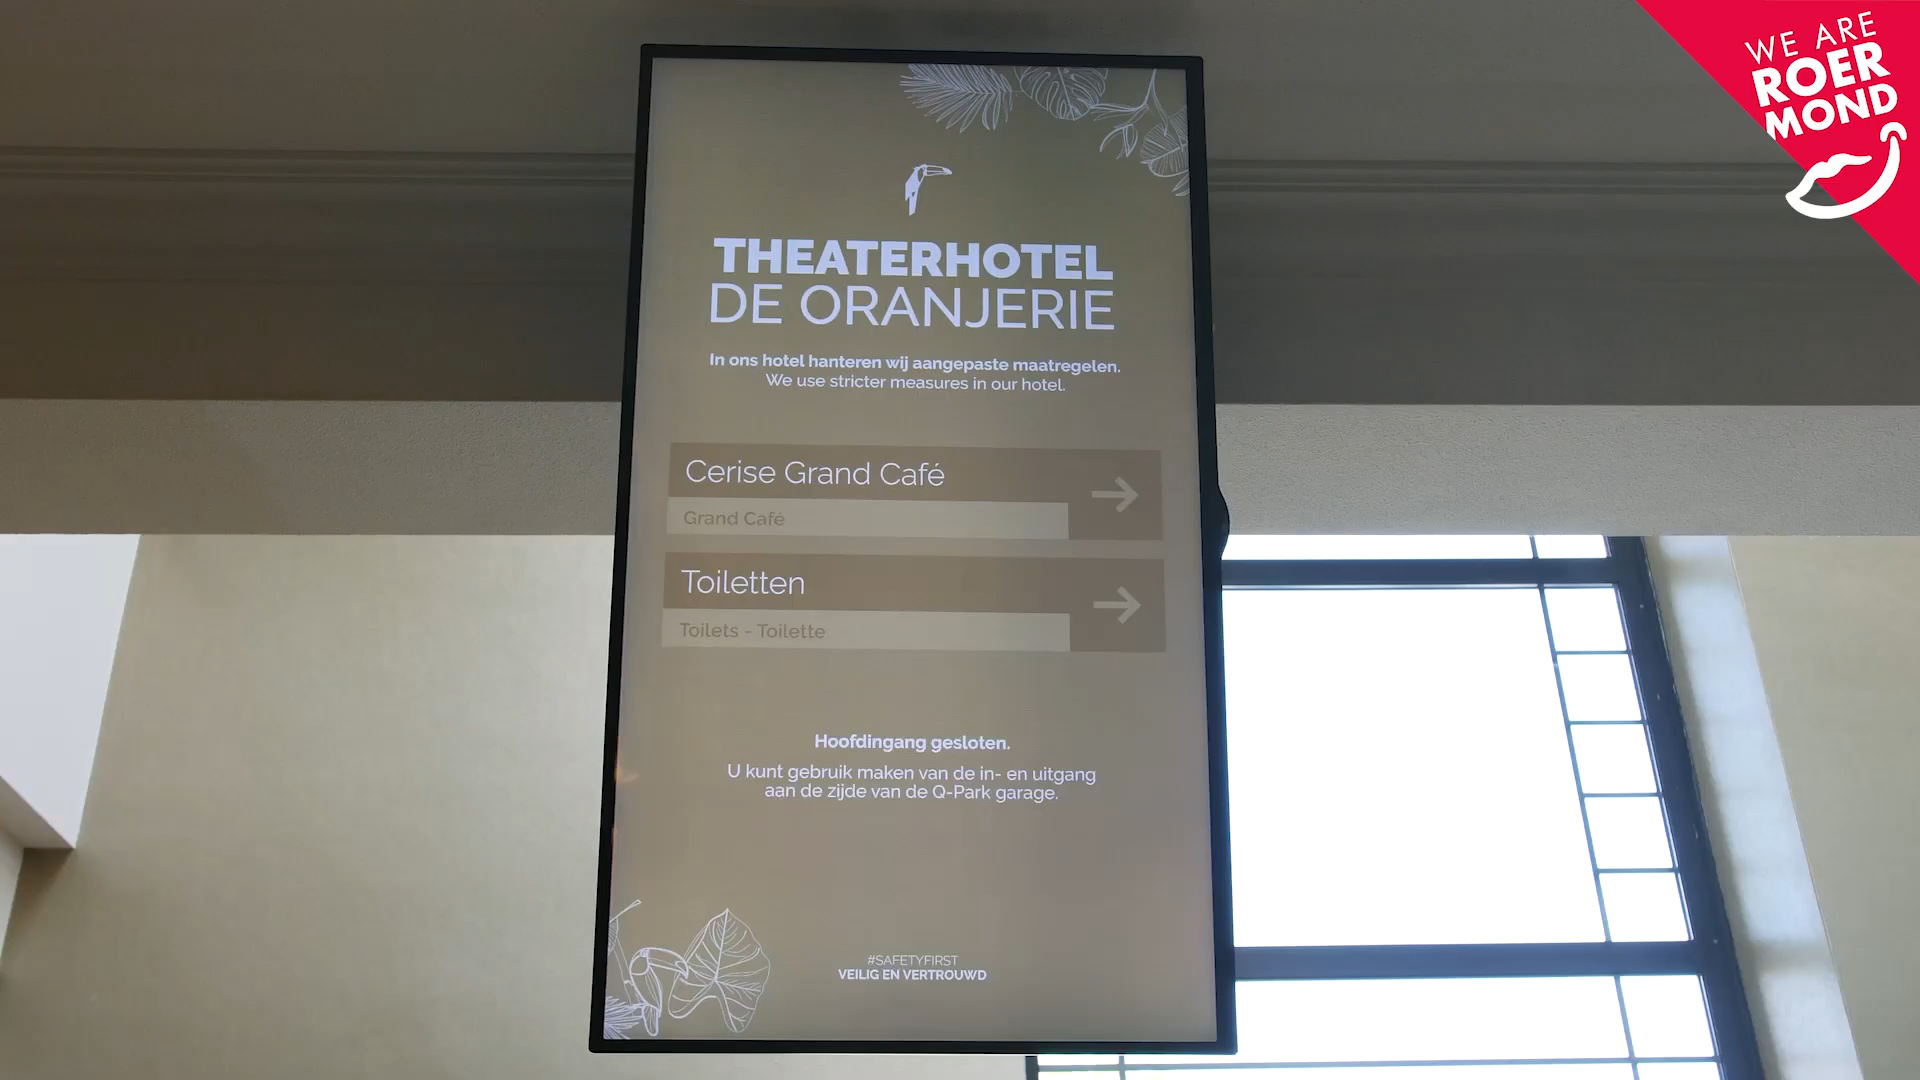 WE ARE
ROER
MOND
THEATERHOTEL
DE ORANJERIE
In ons hotel hanteren wij aangepaste maatregelen.
We use stricter measures in our hotel.
Cerise Grand Café
Grand Café
Toiletten
Toilets - Toilette
Hoofdingang gesloten.
U kunt gebruik maken van de in- en uitgang
aan de zijde van de Q-Park garage.
#SAFETYFIRST
VEILIG EN VERTROUWD